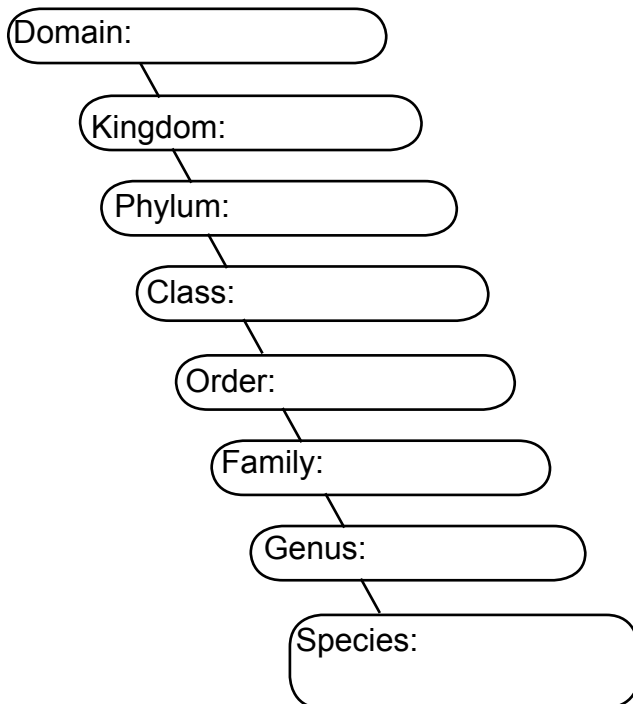 Domain:
Kingdom:
Phylum:
Class:
Order:
Family:
Genus:
Species: